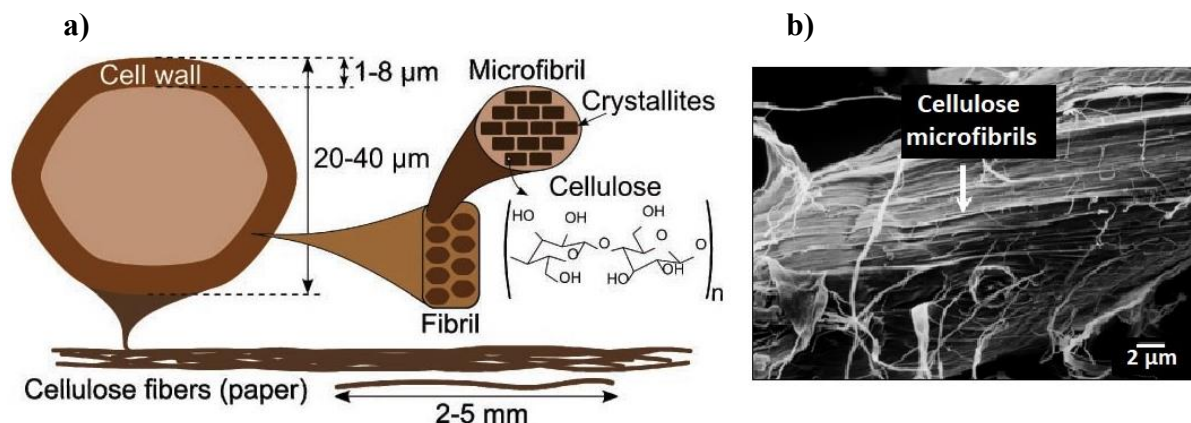 a)
Cell wall
1-8 μm
20-40 μm
Microfibril
Crystallites
Cellulose
HO
OH
OH
O
O
O
O
OH
HO
OH
n
Fibril
Cellulose fibers (paper)
2-5 mm
b)
Cellulose
microfibrils
2 μm